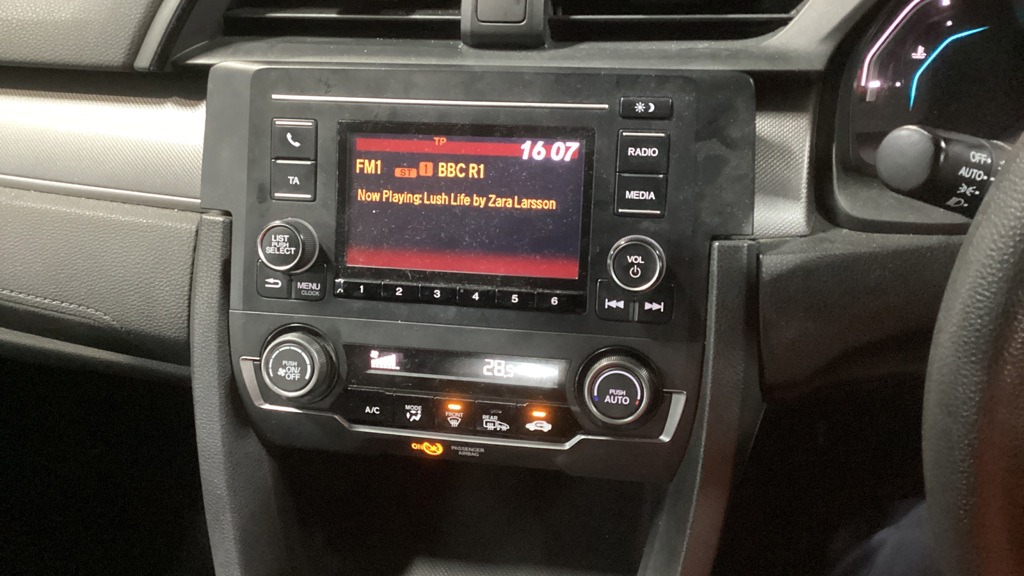 TP
16 07
FM1 ST 1 BBC R1
Now Playing: Lush Life by Zara Larsson
TA
RADIO
MEDIA
LIST
PUSH
SELECT
VOL
MENU
CLOCK
1 2 3 4 5 6
PUSH
ON/
OFF
28.5
PUSH
AUTO
A/C
MODE
FRONT
REAR
PASSENGER
AIRBAG
OFF
AUTO